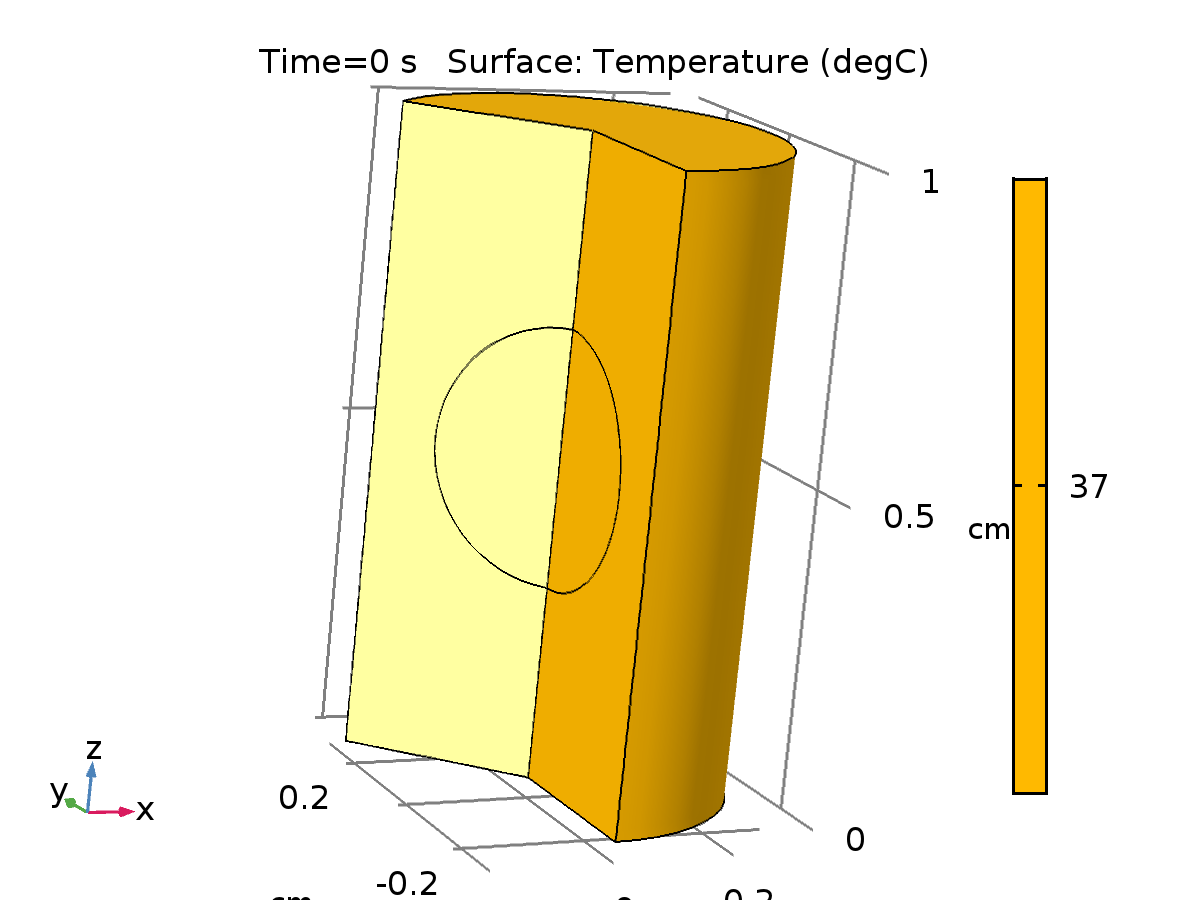 Time=0 s   Surface: Temperature (degC)
1
37
0.5
cm
z
y
x
0.2
0
-0.2